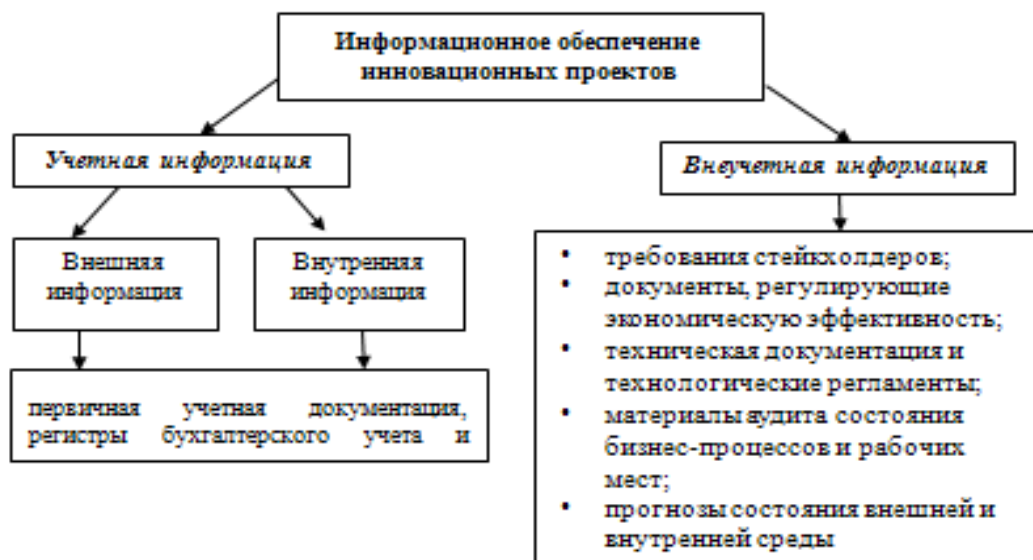 Информационное обеспечение
инновационных проектов
Учетная информация
Внеучетная информация
Внешняя
информация
Внутренняя
информация
первичная учетная документация,
регистры бухгалтерского учета и
• требования стейкхолдеров;
• документы, регулирующие
экономическую эффективность;
• техническая документация и
технологические регламенты;
• материалы аудита состояния
бизнес-процессов и рабочих
мест;
• прогнозы состояния внешней и
внутренней среды